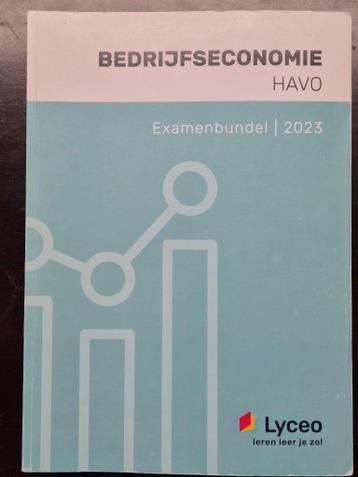 BEDRIJFSECONOMIE
HAVO
Examenbundel | 2023
Lyceo
leren leer je zo!